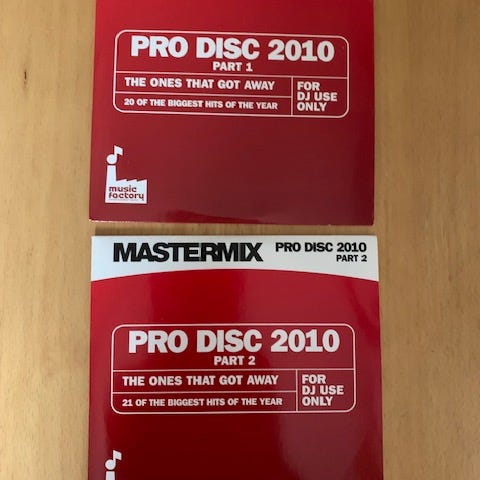 PRO DISC 2010
PART 1
THE ONES THAT GOT AWAY
20 OF THE BIGGEST HITS OF THE YEAR
FOR
DJ USE
ONLY
music
factory
MASTERMIX PRO DISC 2010
PART 2
PRO DISC 2010
PART 2
THE ONES THAT GOT AWAY
21 OF THE BIGGEST HITS OF THE YEAR
FOR
DJ USE
ONLY